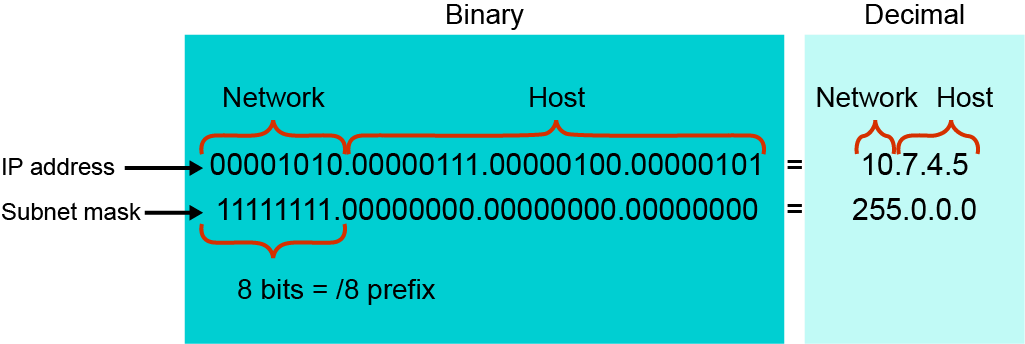 Binary Decimal
Network Host Network Host
IP address 00001010.00000111.00000100.00000101 = 10.7.4.5
Subnet mask 11111111.00000000.00000000.00000000 = 255.0.0.0
8 bits = /8 prefix